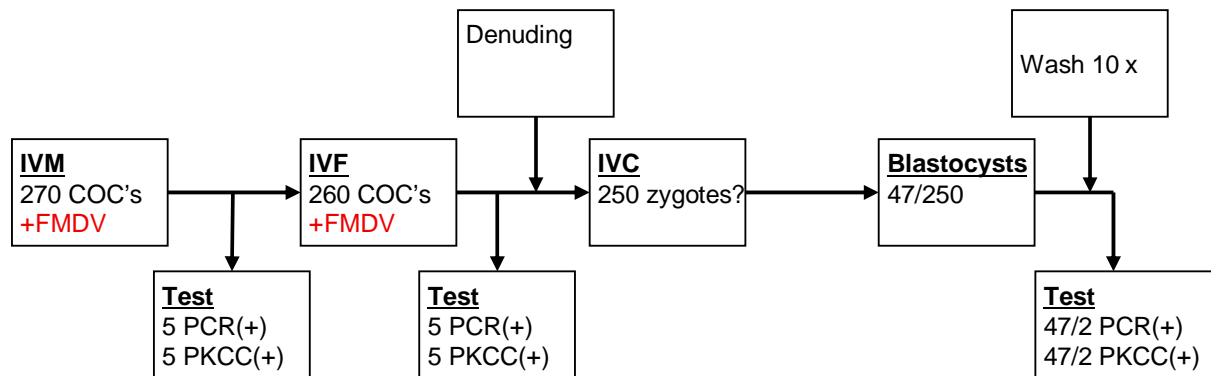 Denuding
Wash 10 x
IVM
270 COC's
+FMDV
IVF
260 COC's
+FMDV
IVC
250 zygotes?
Blastocysts
47/250
Test
5 PCR(+)
5 PKCC(+)
Test
5 PCR(+)
5 PKCC(+)
Test
47/2 PCR(+)
47/2 PKCC(+)